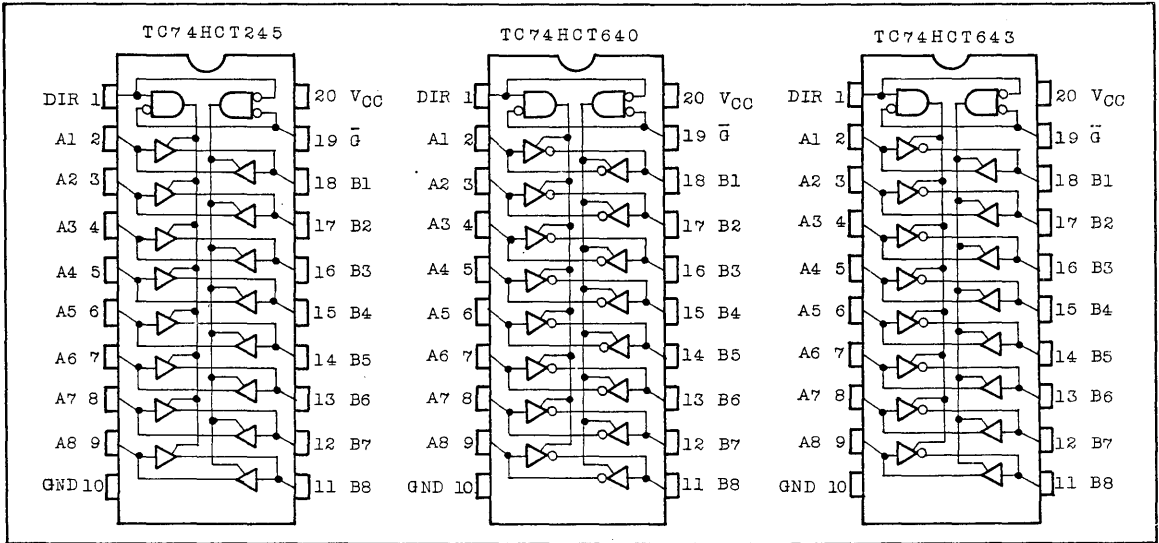 TC74HCT245
DIR 1
A1 2
A2 3
A3 4
A4 5
A5 6
A6 7
A7 8
A8 9
GND 10
20 VCC
19 G̅
18 B1
17 B2
16 B3
15 B4
14 B5
13 B6
12 B7
11 B8
TC74HCT640
DIR 1
A1 2
A2 3
A3 4
A4 5
A5 6
A6 7
A7 8
A8 9
GND 10
20 VCC
19 G̅
18 B1
17 B2
16 B3
15 B4
14 B5
13 B6
12 B7
11 B8
TC74HCT643
DIR 1
A1 2
A2 3
A3 4
A4 5
A5 6
A6 7
A7 8
A8 9
GND 10
20 VCC
19 G̅
18 B1
17 B2
16 B3
15 B4
14 B5
13 B6
12 B7
11 B8